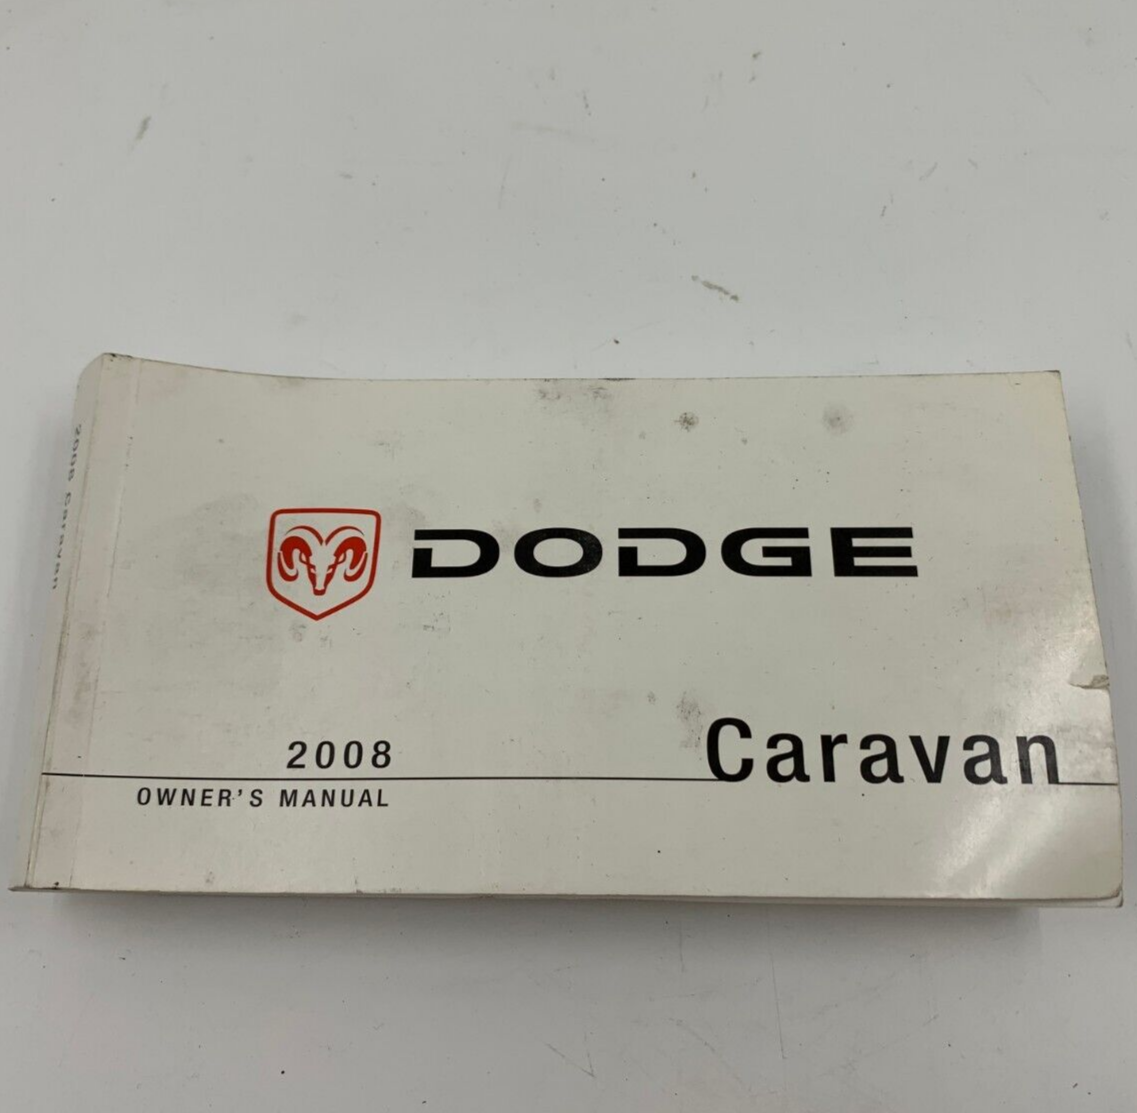 2008 Caravan
DODGE
2008
Caravan
OWNER'S MANUAL